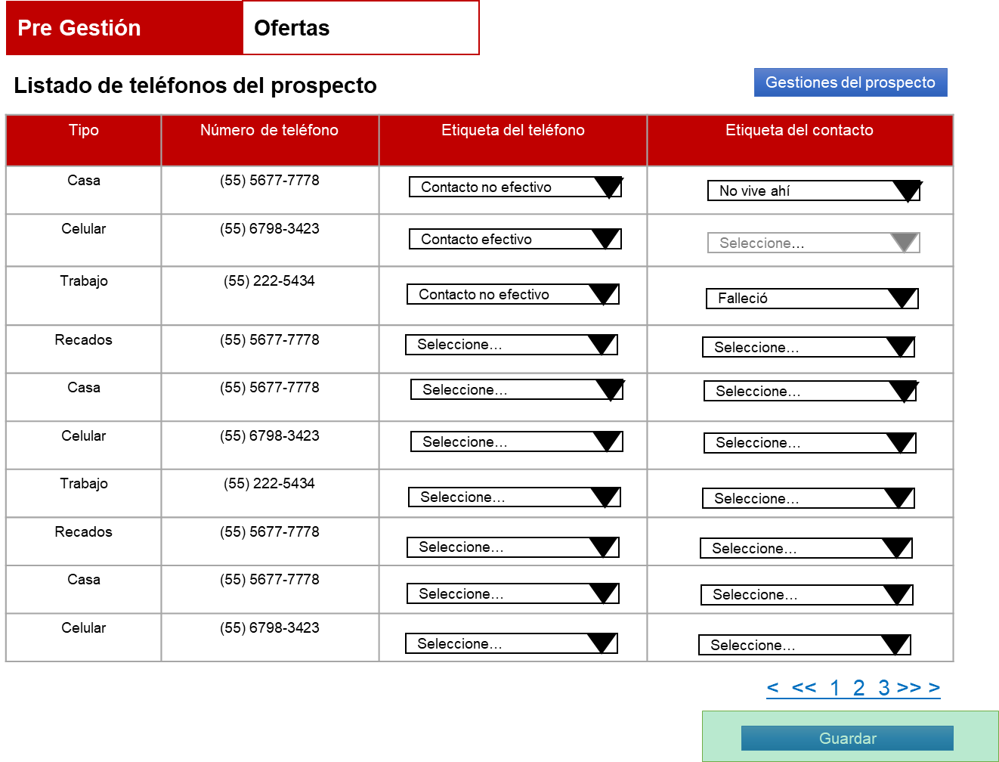 Pre Gestión Ofertas
Listado de teléfonos del prospecto Gestiones del prospecto
Tipo Número de teléfono Etiqueta del teléfono Etiqueta del contacto
Casa (55) 5677-7778 Contacto no efectivo No vive ahí
Celular (55) 6798-3423 Contacto efectivo Seleccione...
Trabajo (55) 222-5434 Contacto no efectivo Falleció
Recados (55) 5677-7778 Seleccione... Seleccione...
Casa (55) 5677-7778 Seleccione... Seleccione...
Celular (55) 6798-3423 Seleccione... Seleccione...
Trabajo (55) 222-5434 Seleccione... Seleccione...
Recados (55) 5677-7778 Seleccione... Seleccione...
Casa (55) 5677-7778 Seleccione... Seleccione...
Celular (55) 6798-3423 Seleccione... Seleccione...
< << 1 2 3 >> >
Guardar